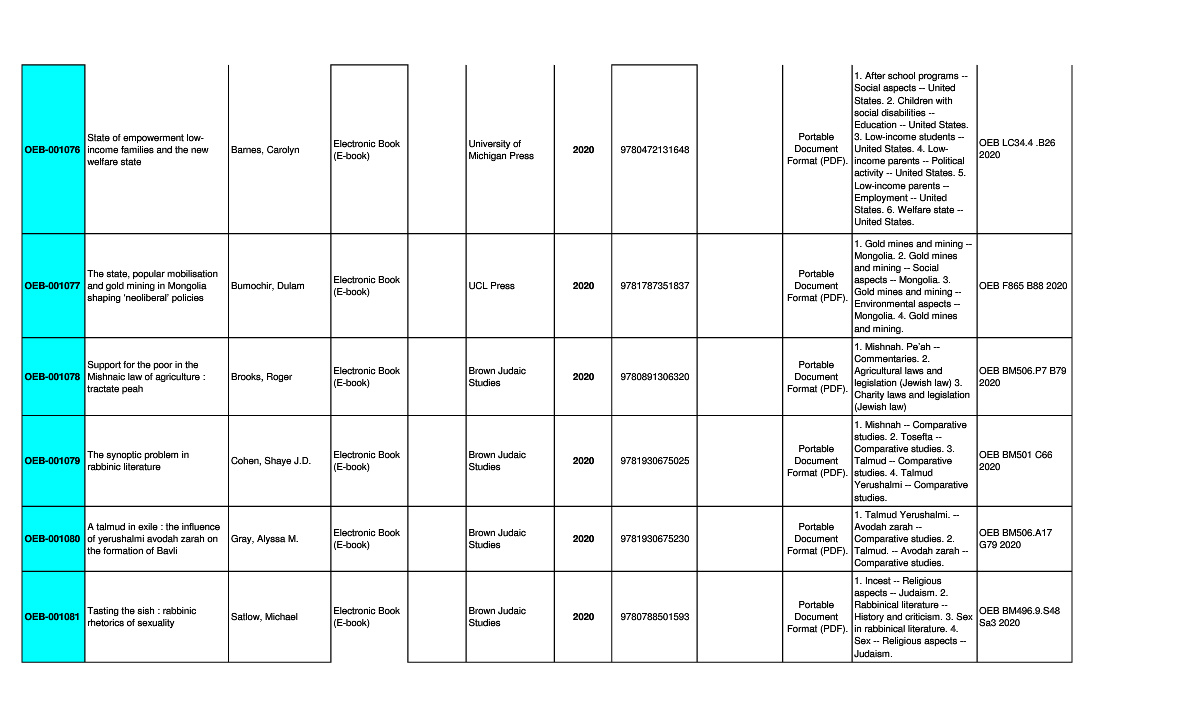 OEB-001076
State of empowerment low-
income families and the new
welfare state
Barnes, Carolyn
Electronic Book
(E-book)
University of
Michigan Press
2020
9780472131648
Portable
Document
Format (PDF).
1. After school programs --
Social aspects -- United
States. 2. Children with
social disabilities --
Education -- United States.
3. Low-income students --
United States. 4. Low-
income parents -- Political
activity -- United States. 5.
Low-income parents --
Employment -- United
States. 6. Welfare state --
United States.
OEB LC34.4 .B26
2020
OEB-001077
The state, popular mobilisation
and gold mining in Mongolia
shaping 'neoliberal' policies
Bumochir, Dulam
Electronic Book
(E-book)
UCL Press
2020
9781787351837
Portable
Document
Format (PDF).
1. Gold mines and mining --
Mongolia. 2. Gold mines
and mining -- Social
aspects -- Mongolia. 3.
Gold mines and mining --
Environmental aspects --
Mongolia. 4. Gold mines
and mining.
OEB F865 B88 2020
OEB-001078
Support for the poor in the
Mishnaic law of agriculture :
tractate peah
Brooks, Roger
Electronic Book
(E-book)
Brown Judaic
Studies
2020
9780891306320
Portable
Document
Format (PDF).
1. Mishnah. Pe'ah --
Commentaries. 2.
Agricultural laws and
legislation (Jewish law) 3.
Charity laws and legislation
(Jewish law)
OEB BM506.P7 B79
2020
OEB-001079
The synoptic problem in
rabbinic literature
Cohen, Shaye J.D.
Electronic Book
(E-book)
Brown Judaic
Studies
2020
9781930675025
Portable
Document
Format (PDF).
1. Mishnah -- Comparative
studies. 2. Tosefta --
Comparative studies. 3.
Talmud -- Comparative
studies. 4. Talmud
Yerushalmi -- Comparative
studies.
OEB BM501 C66
2020
OEB-001080
A talmud in exile : the influence
of yerushalmi avodah zarah on
the formation of Bavli
Gray, Alyssa M.
Electronic Book
(E-book)
Brown Judaic
Studies
2020
9781930675230
Portable
Document
Format (PDF).
1. Talmud Yerushalmi. --
Avodah zarah --
Comparative studies. 2.
Talmud. -- Avodah zarah --
Comparative studies.
OEB BM506.A17
G79 2020
OEB-001081
Tasting the sish : rabbinic
rhetorics of sexuality
Satlow, Michael
Electronic Book
(E-book)
Brown Judaic
Studies
2020
9780788501593
Portable
Document
Format (PDF).
1. Incest -- Religious
aspects -- Judaism. 2.
Rabbinical literature --
History and criticism. 3. Sex
in rabbinical literature. 4.
Sex -- Religious aspects --
Judaism.
OEB BM496.9.S48
Sa3 2020